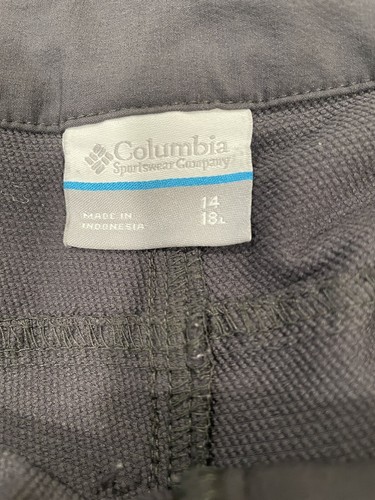 Columbia
Sportswear Company
MADE IN
INDONESIA
14
18L